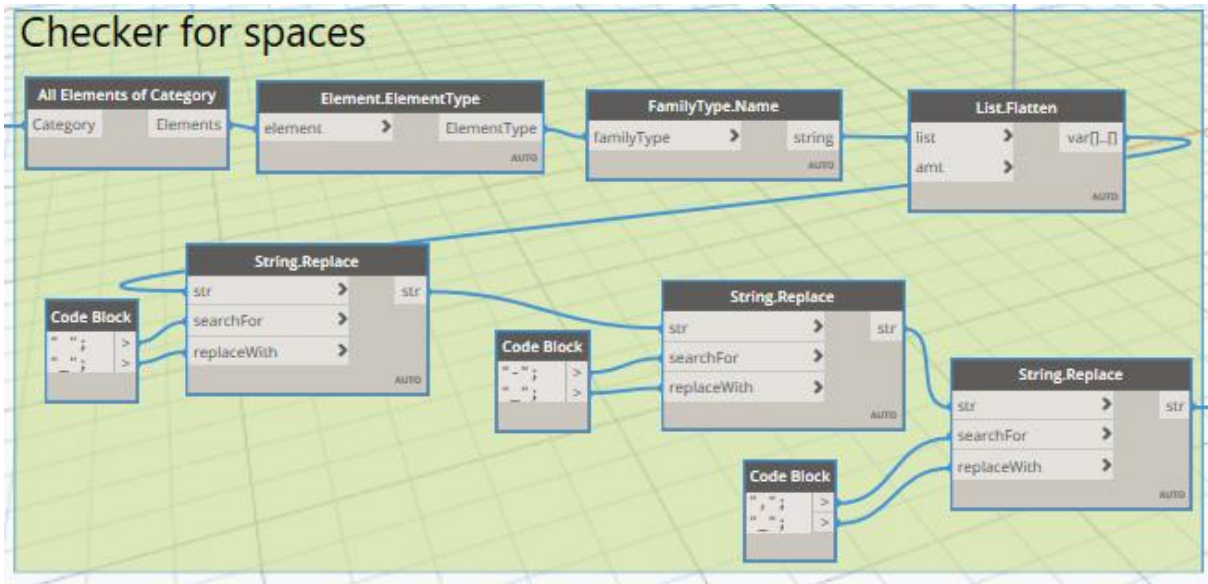 Checker for spaces
All Elements of Category
Category > Elements
Element.ElementType
element > ElementType
AUTO
FamilyType.Name
familyType > string
AUTO
List.Flatten
list > var[]..[]
amt >
AUTO
String.Replace
str > str
searchFor >
replaceWith >
AUTO
Code Block
" "; >
"_"; >
String.Replace
str > str
searchFor >
replaceWith >
AUTO
Code Block
"-"; >
"_"; >
String.Replace
str > str
searchFor >
replaceWith >
AUTO
Code Block
","; >
"_"; >